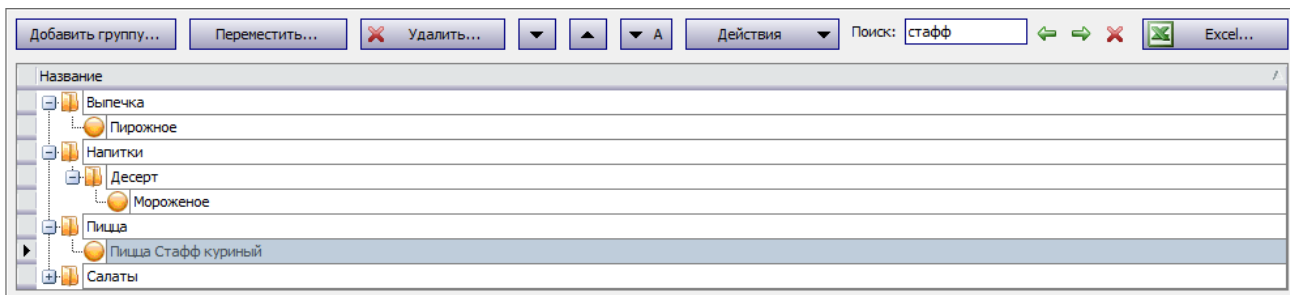 Добавить группу... Переместить... Удалить... А Действия Поиск: стафф Excel...
Название
Выпечка
Пирожное
Напитки
Десерт
Мороженое
Пицца
Пицца Стафф куриный
Салаты